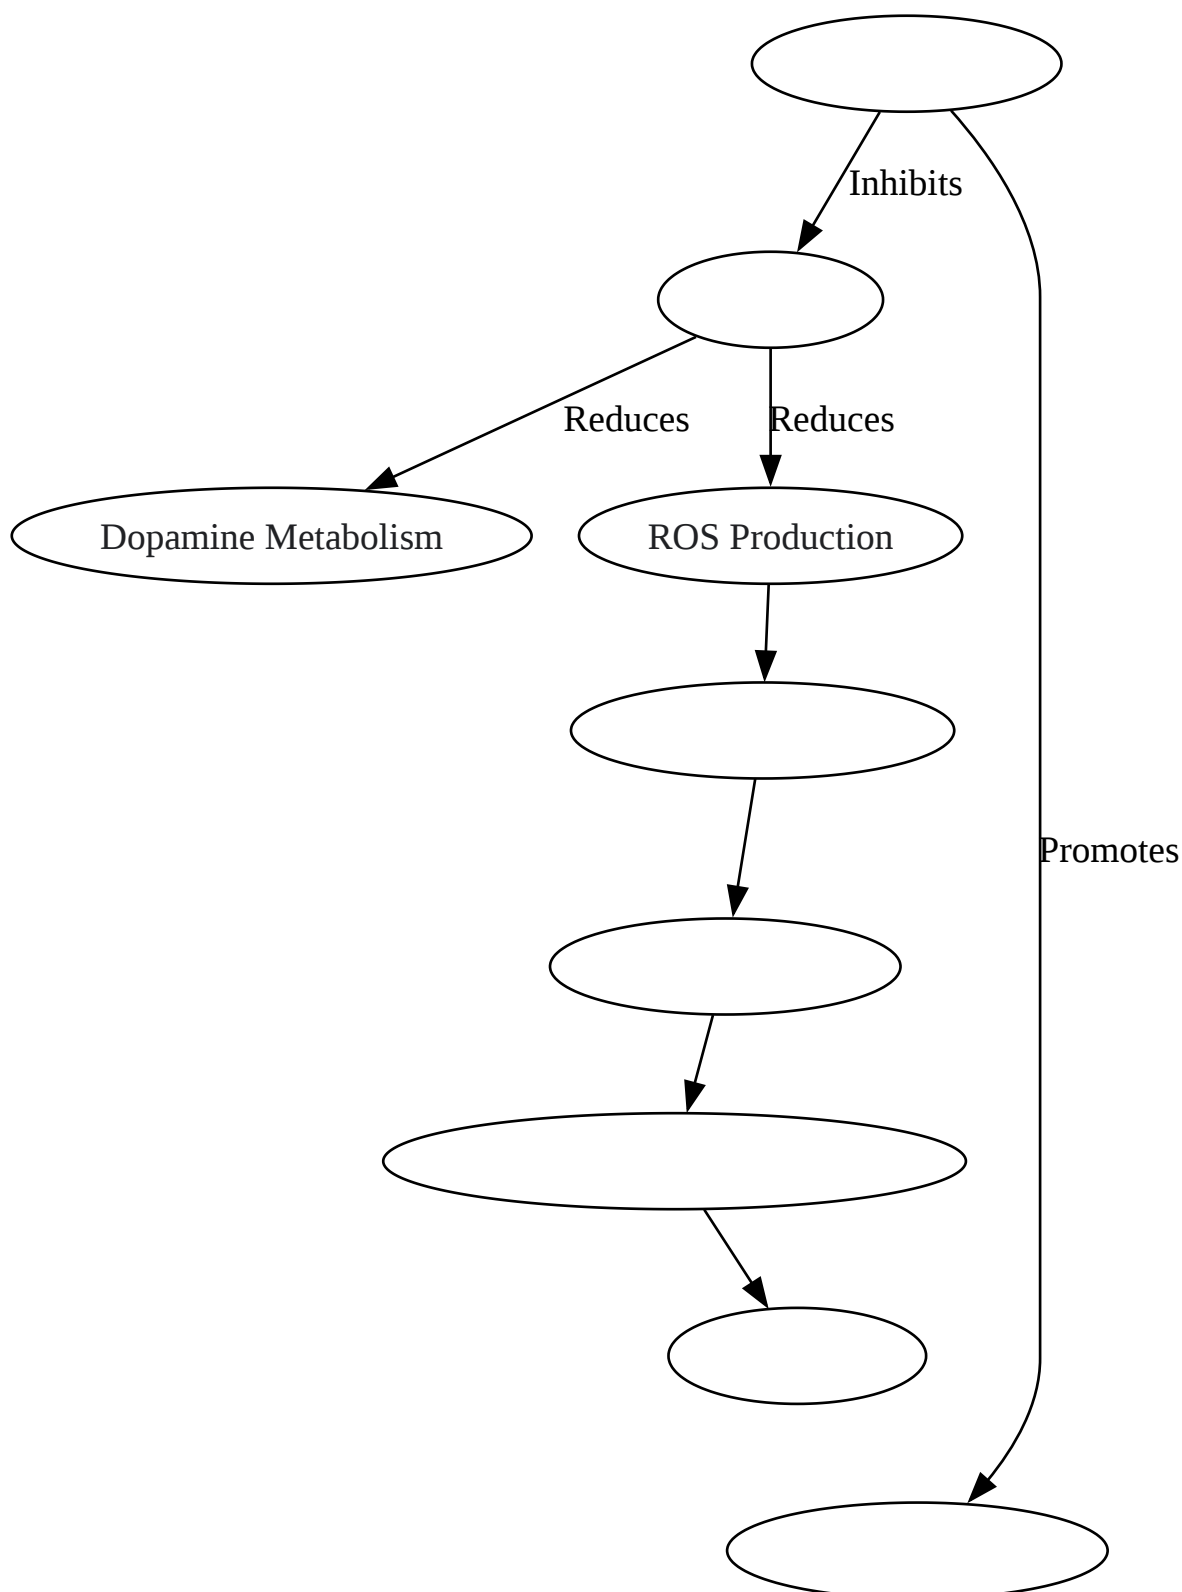 Inhibits
Reduces
Reduces
Dopamine Metabolism
ROS Production
Promotes